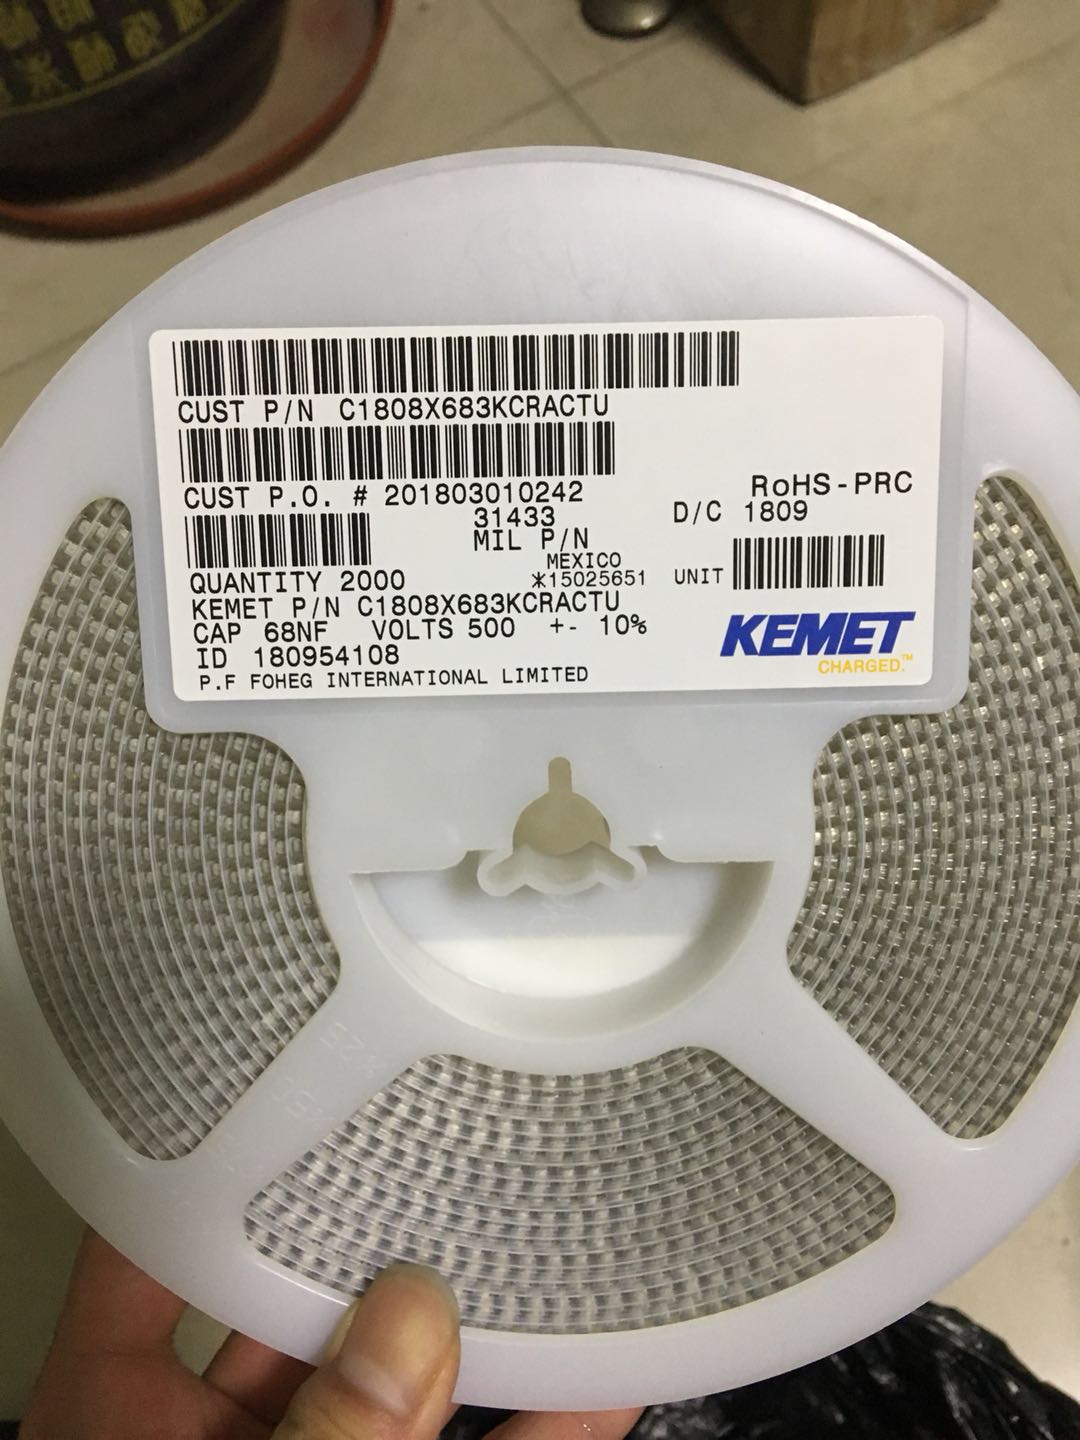 CUST P/N C1808X683KCRACTU
CUST P.O. # 201803010242
RoHS-PRC
31433
D/C 1809
MIL P/N
MEXICO
QUANTITY 2000
*15025651
UNIT
KEMET P/N C1808X683KCRACTU
CAP 68NF VOLTS 500 +- 10%
KEMET
CHARGED.™
ID 180954108
P.F FOHEG INTERNATIONAL LIMITED